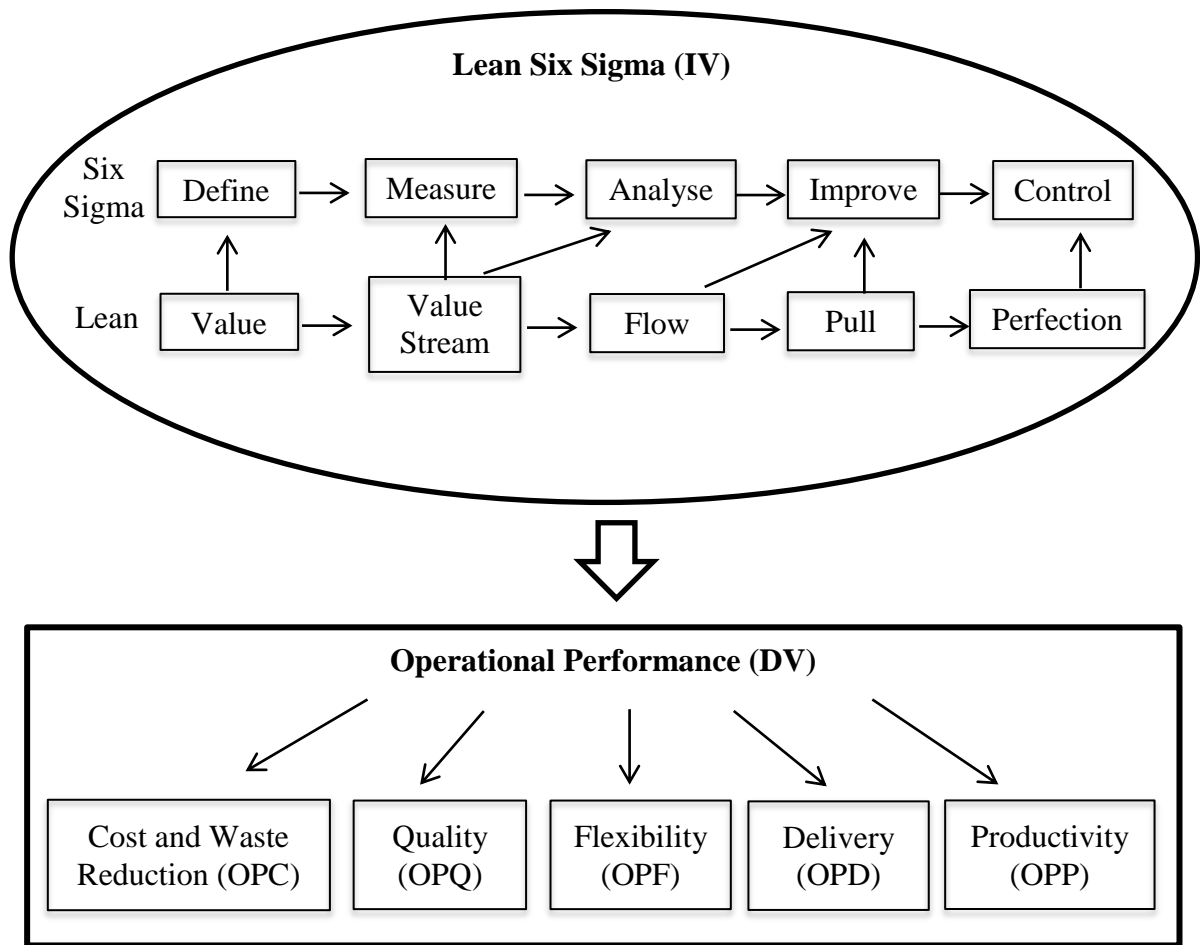 Lean Six Sigma (IV)
Six
Sigma
Define
Measure
Analyse
Improve
Control
Lean
Value
Value
Stream
Flow
Pull
Perfection
Operational Performance (DV)
Cost and Waste
Reduction (OPC)
Quality
(OPQ)
Flexibility
(OPF)
Delivery
(OPD)
Productivity
(OPP)